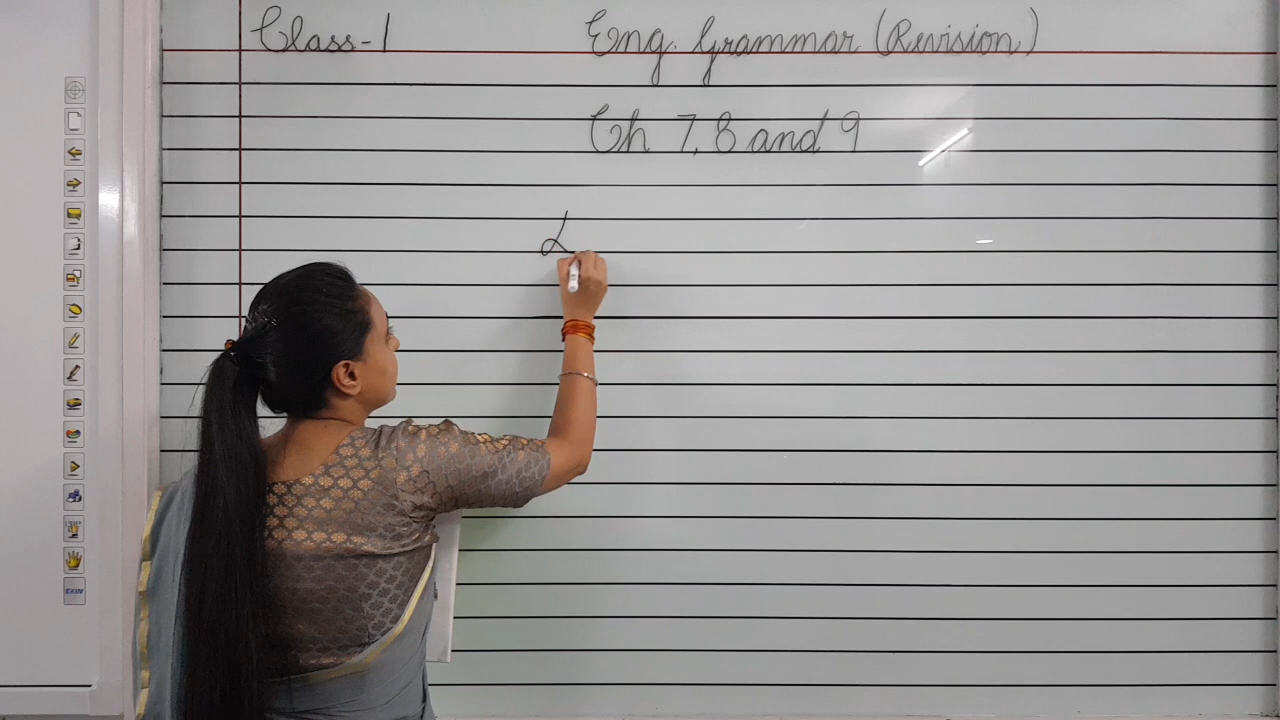 Class-1
Eng. Grammar (Revision)
Ch 7, 8 and 9